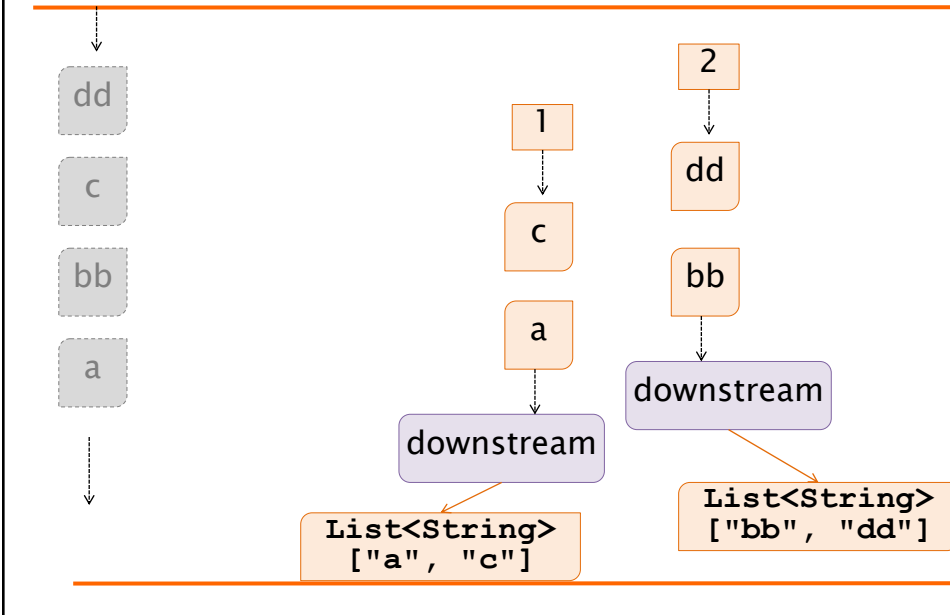 dd
c
bb
a
1
c
a
downstream
List<String>
["a", "c"]
2
dd
bb
downstream
List<String>
["bb", "dd"]